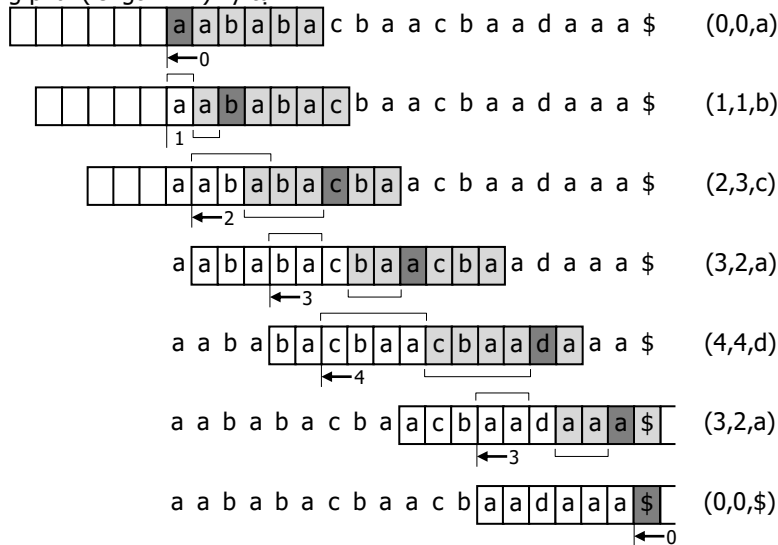 a a b a b a c b a a c b a a d a a a $ (0,0,a)
0
a a b a b a c b a a c b a a d a a a $ (1,1,b)
1
a a b a b a c b a a c b a a d a a a $ (2,3,c)
2
a a b a b a c b a a c b a a d a a a $ (3,2,a)
3
a a b a b a c b a a c b a a d a a a $ (4,4,d)
4
a a b a b a c b a a c b a a d a a a $ (3,2,a)
3
a a b a b a c b a a c b a a d a a a $ (0,0,$)
0